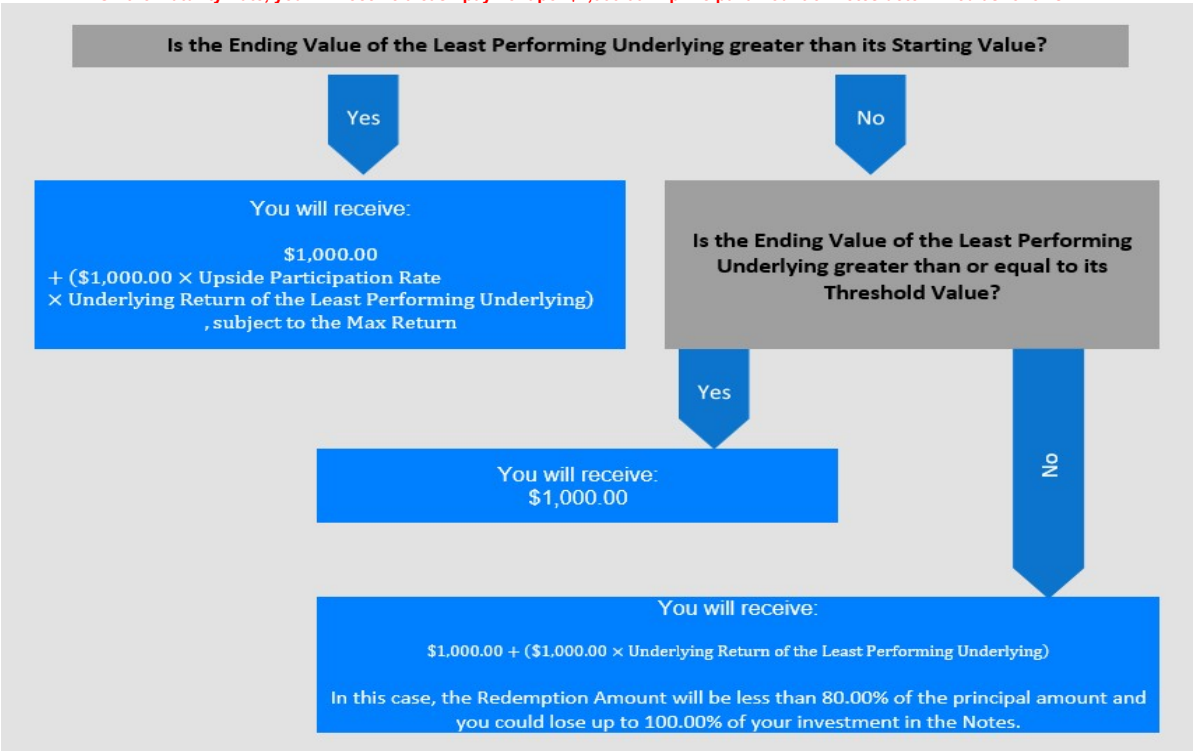 Is the Ending Value of the Least Performing Underlying greater than its Starting Value?
Yes
No
You will receive:
$1,000.00
+ ($1,000.00 × Upside Participation Rate
× Underlying Return of the Least Performing Underlying)
, subject to the Max Return
Is the Ending Value of the Least Performing
Underlying greater than or equal to its
Threshold Value?
Yes
No
You will receive:
$1,000.00
You will receive:
$1,000.00 + ($1,000.00 × Underlying Return of the Least Performing Underlying)
In this case, the Redemption Amount will be less than 80.00% of the principal amount and
you could lose up to 100.00% of your investment in the Notes.